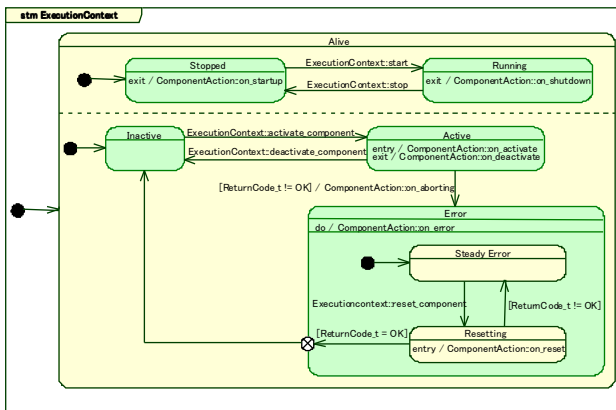 stm ExecutionContext
Alive
Stopped
exit / ComponentAction::on_startup
ExecutionContext::start
ExecutionContext::stop
Running
exit / ComponentAction::on_shutdown
Inactive
ExecutionContext::activate_component
ExecutionContext::deactivate_component
Active
entry / ComponentAction::on_activate
exit / ComponentAction::on_deactivate
[ReturnCode_t != OK] / ComponentAction::on_aborting
Error
do / ComponentAction::on_error
Steady Error
Executioncontext::reset_component
[ReturnCode_t != OK]
[ReturnCode_t = OK]
Resetting
entry / ComponentAction::on_reset